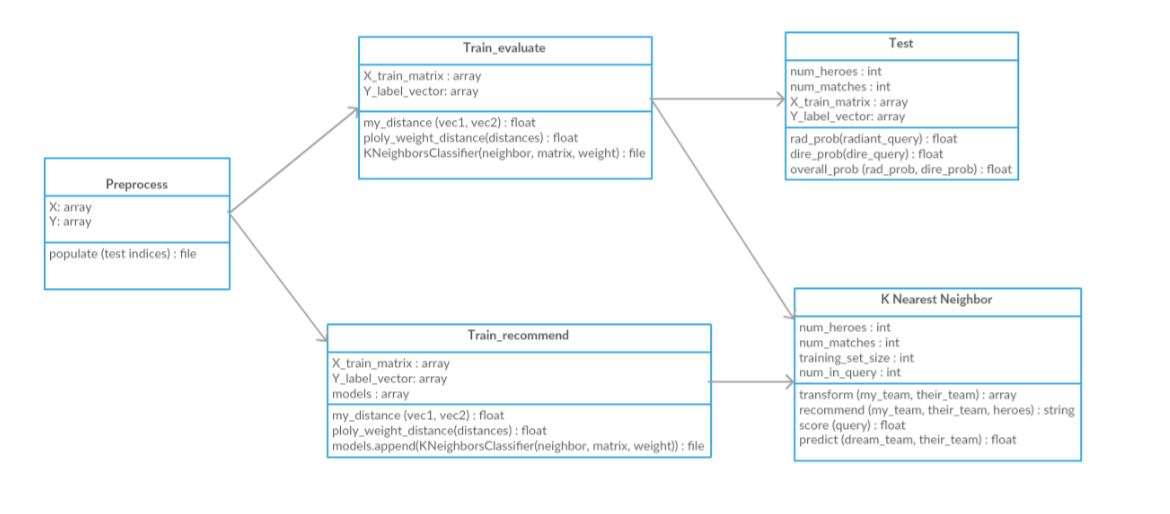 Preprocess
X: array
Y: array
populate (test indices) : file
Train_evaluate
X_train_matrix : array
Y_label_vector: array
my_distance (vec1, vec2) : float
ploly_weight_distance(distances) : float
KNeighborsClassifier(neighbor, matrix, weight) : file
Train_recommend
X_train_matrix : array
Y_label_vector: array
models : array
my_distance (vec1, vec2) : float
ploly_weight_distance(distances) : float
models.append(KNeighborsClassifier(neighbor, matrix, weight)) : file
Test
num_heroes : int
num_matches : int
X_train_matrix : array
Y_label_vector: array
rad_prob(radiant_query) : float
dire_prob(dire_query) : float
overall_prob (rad_prob, dire_prob) : float
K Nearest Neighbor
num_heroes : int
num_matches : int
training_set_size : int
num_in_query : int
transform (my_team, their_team) : array
recommend (my_team, their_team, heroes) : string
score (query) : float
predict (dream_team, their_team) : float